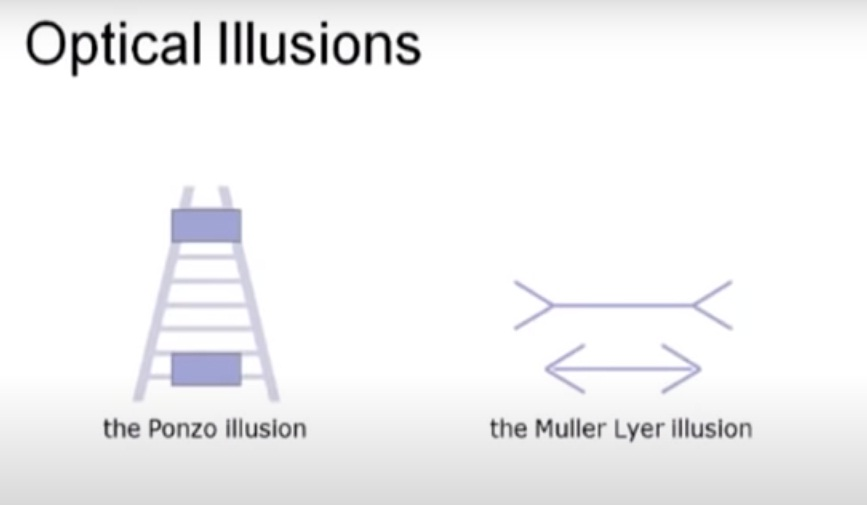 Optical Illusions
the Ponzo illusion
the Muller Lyer illusion